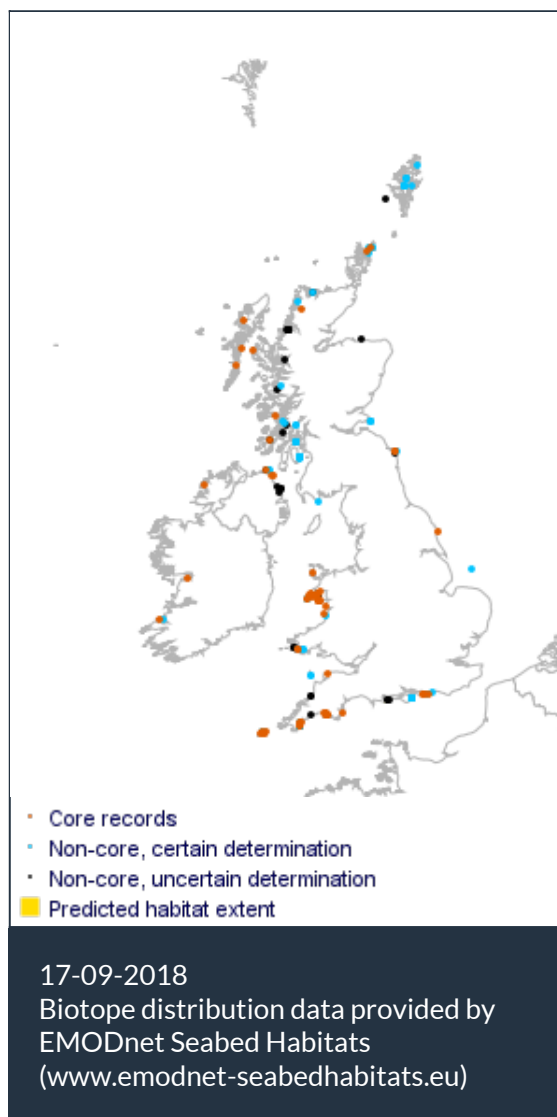 Core records
Non-core, certain determination
Non-core, uncertain determination
Predicted habitat extent
17-09-2018
Biotope distribution data provided by
EMODnet Seabed Habitats
(www.emodnet-seabedhabitats.eu)